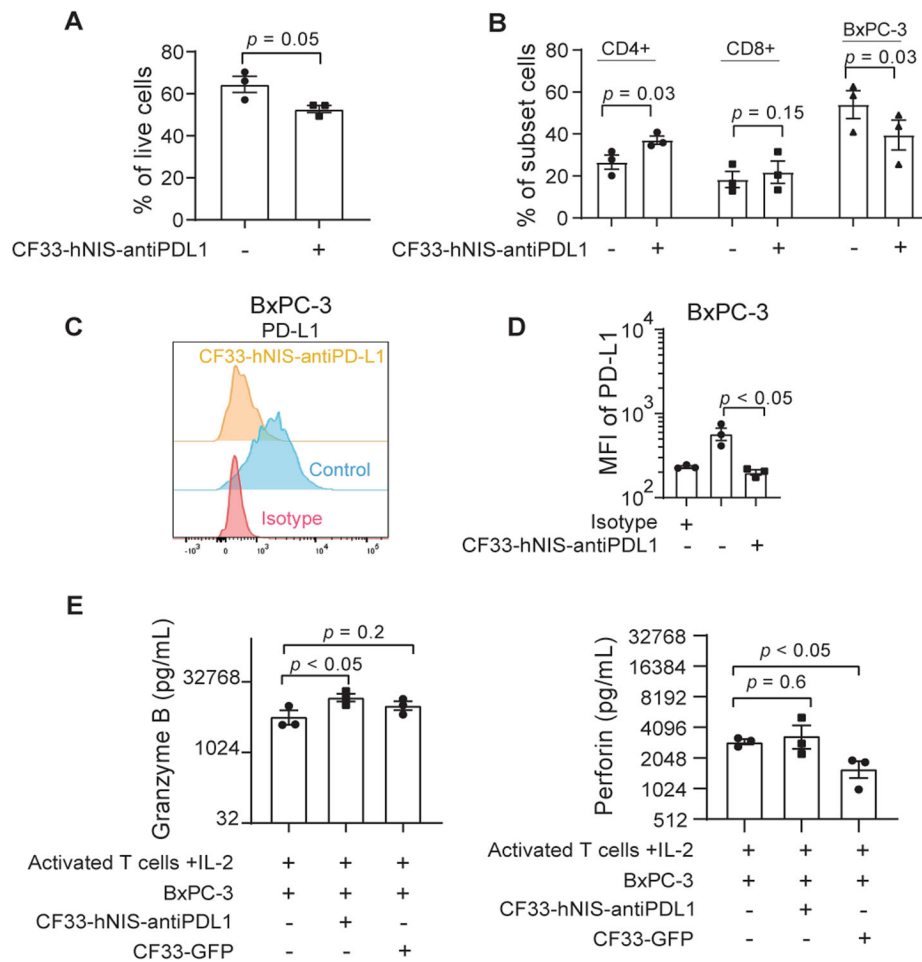 A
p = 0.05
80
60
40
20
0
% of live cells
- +
CF33-hNIS-antiPDL1
B
CD4+ CD8+ BxPC-3
p = 0.03 p = 0.15 p = 0.03
80
60
40
20
0
% of subset cells
- + - + - +
CF33-hNIS-antiPDL1
C
BxPC-3
PD-L1
CF33-hNIS-antiPD-L1
Control
Isotype
-10³ 0 10³ 10⁴ 10⁵
D
BxPC-3
p < 0.05
10⁴
10³
10²
MFI of PD-L1
Isotype + - -
CF33-hNIS-antiPDL1 - - +
E
p = 0.2
p < 0.05
32768
1024
32
Granzyme B (pg/mL)
Activated T cells +IL-2 + + +
BxPC-3 + + +
CF33-hNIS-antiPDL1 - + -
CF33-GFP - - +
p < 0.05
p = 0.6
32768
16384
8192
4096
2048
1024
512
Perforin (pg/mL)
Activated T cells +IL-2 + + +
BxPC-3 + + +
CF33-hNIS-antiPDL1 - + -
CF33-GFP - - +